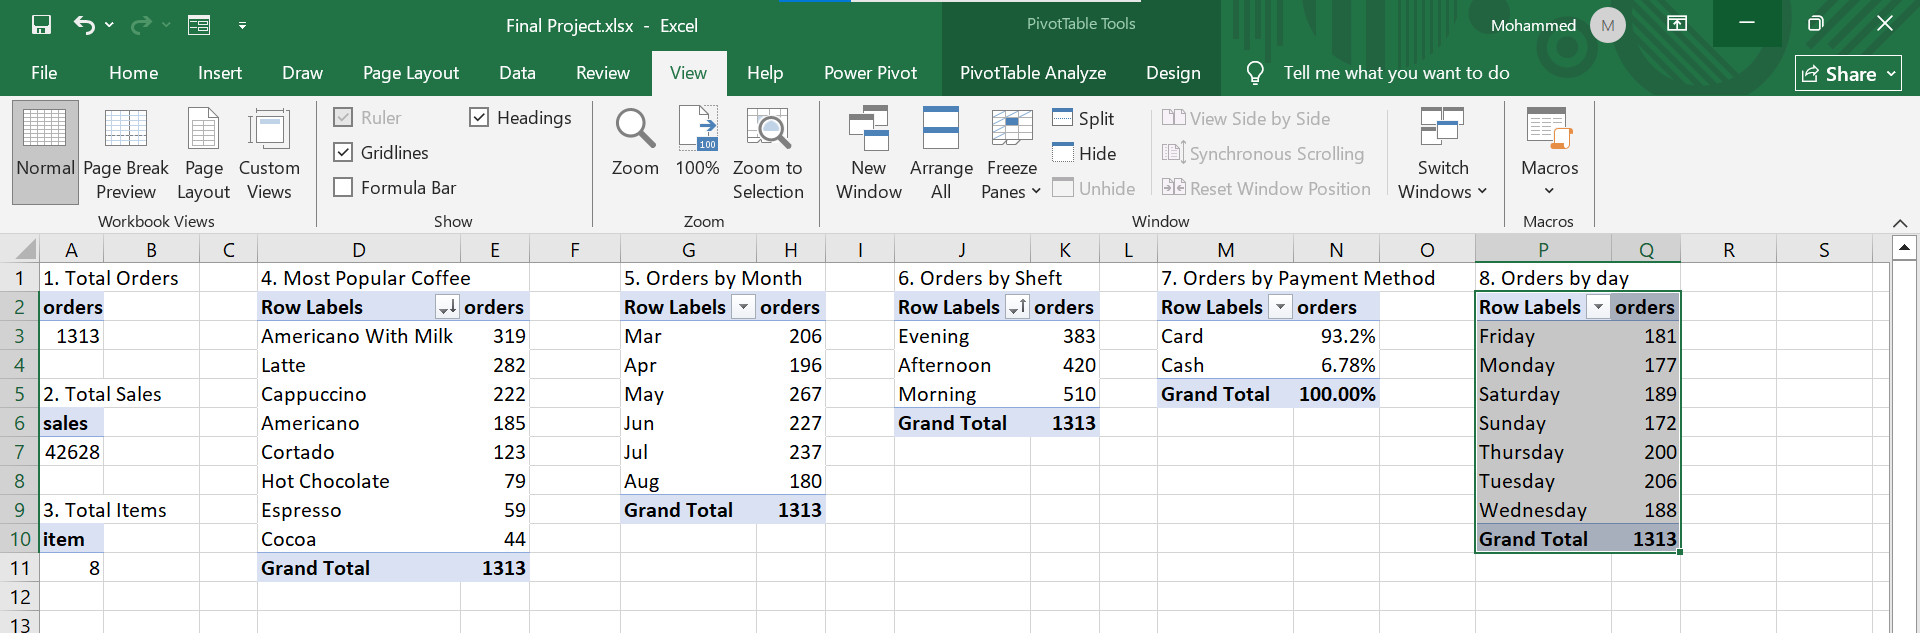 Final Project.xlsx - Excel
PivotTable Tools
Mohammed
M
File Home Insert Draw Page Layout Data Review View Help Power Pivot PivotTable Analyze Design Tell me what you want to do Share
Normal
Page Break Preview
Page Layout
Custom Views
Workbook Views
Ruler
Headings
Gridlines
Formula Bar
Show
Zoom
100
100%
Zoom to Selection
Zoom
New Window
Arrange All
Freeze Panes
Split
Hide
Unhide
View Side by Side
Synchronous Scrolling
Reset Window Position
Switch Windows
Window
Macros
Macros
A B C D E F G H I J K L M N O P Q R S
1 1. Total Orders 4. Most Popular Coffee 5. Orders by Month 6. Orders by Sheft 7. Orders by Payment Method 8. Orders by day
2 orders Row Labels orders Row Labels orders Row Labels orders Row Labels orders Row Labels orders
3 1313 Americano With Milk 319 Mar 206 Evening 383 Card 93.2% Friday 181
4 Latte 282 Apr 196 Afternoon 420 Cash 6.78% Monday 177
5 2. Total Sales Cappuccino 222 May 267 Morning 510 Grand Total 100.00% Saturday 189
6 sales Americano 185 Jun 227 Grand Total 1313 Sunday 172
7 42628 Cortado 123 Jul 237 Thursday 200
8 Hot Chocolate 79 Aug 180 Tuesday 206
9 3. Total Items Espresso 59 Grand Total 1313 Wednesday 188
10 item Cocoa 44 Grand Total 1313
11 8 Grand Total 1313
12
13